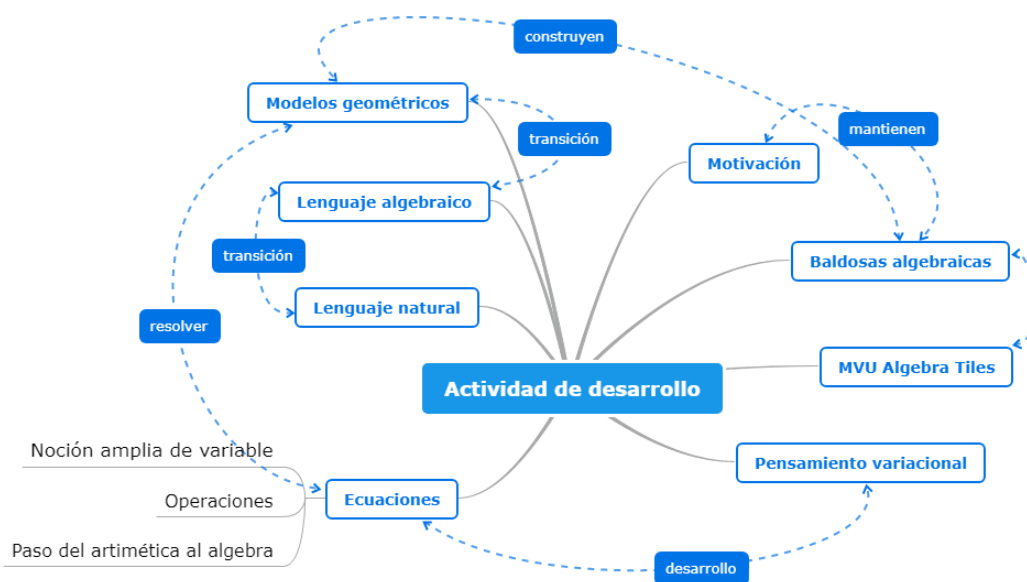 construyen
Modelos geométricos
transición
mantienen
Motivación
Lenguaje algebraico
transición
Baldosas algebraicas
Lenguaje natural
resolver
MVU Algebra Tiles
Actividad de desarrollo
Noción amplia de variable
Pensamiento variacional
Operaciones
Ecuaciones
Paso del artimética al algebra
desarrollo